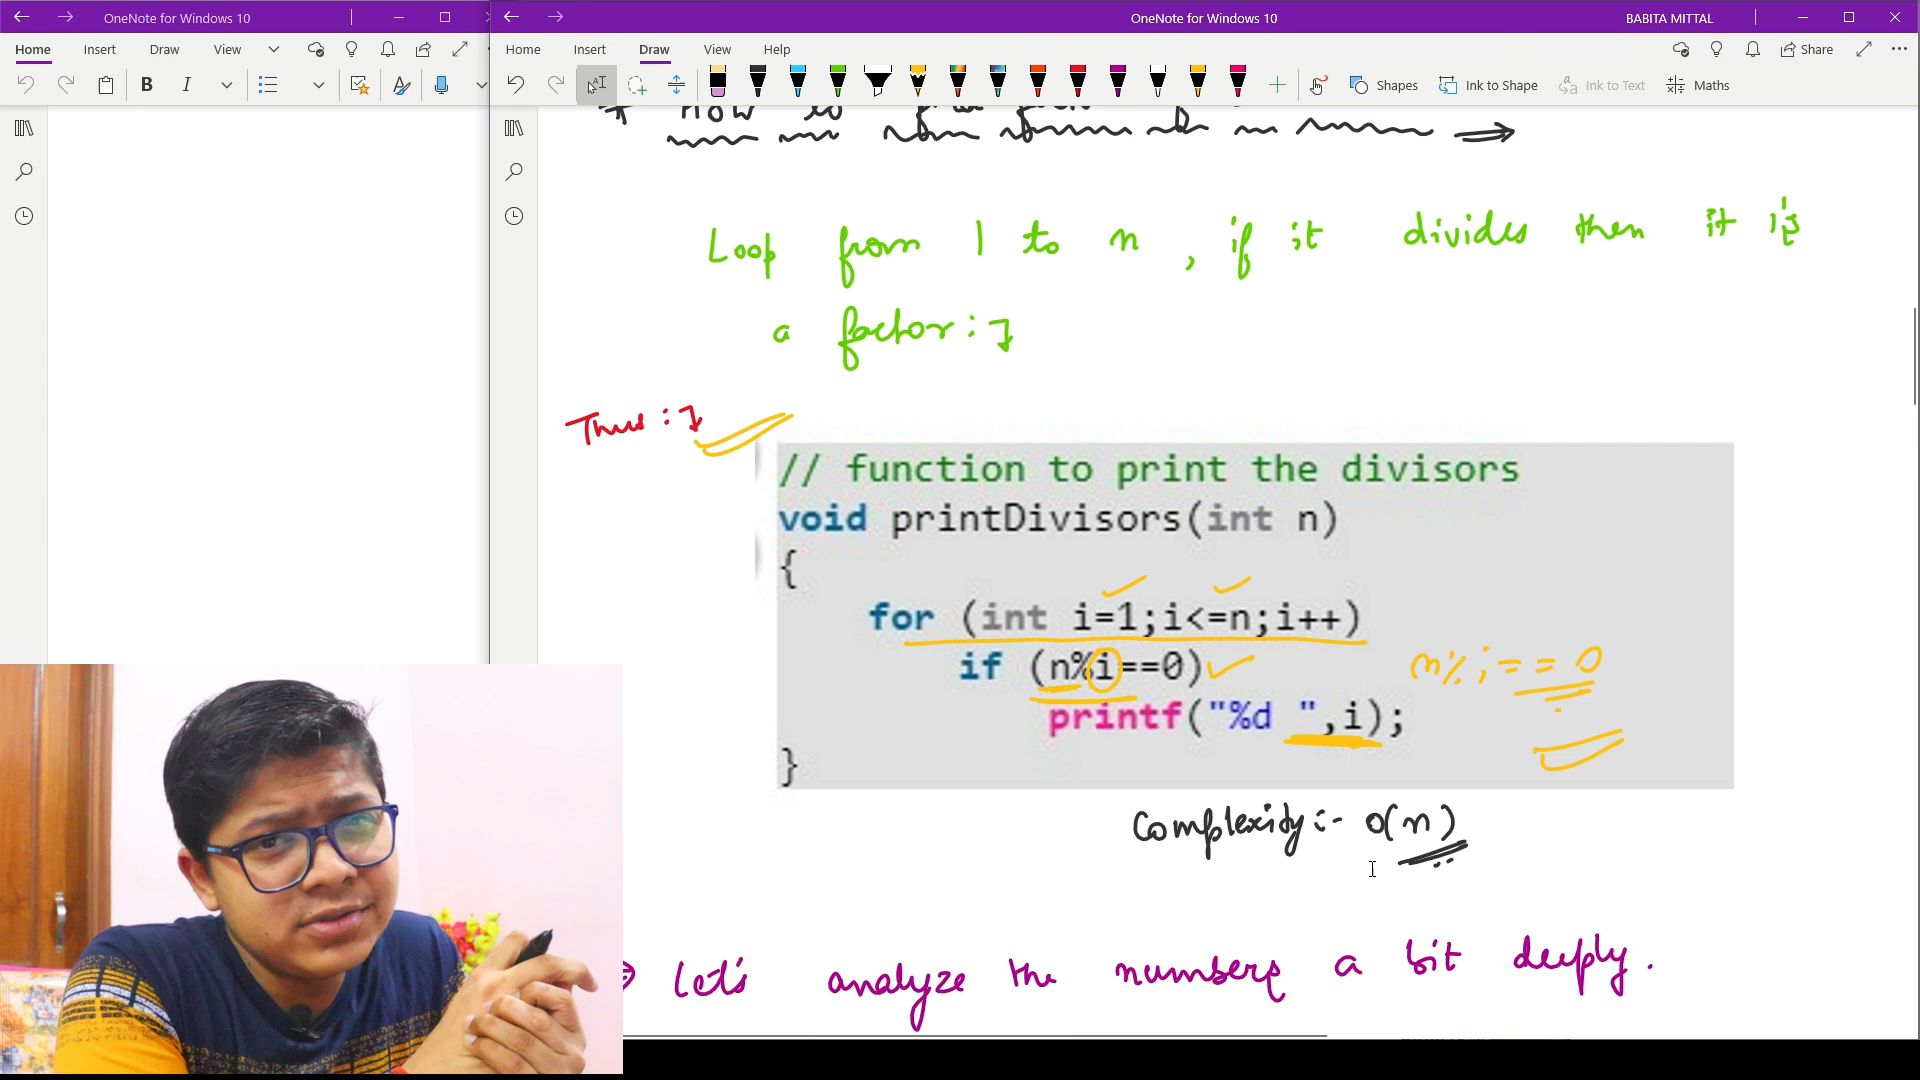 OneNote for Windows 10
Home Insert Draw View
B I
OneNote for Windows 10 BABITA MITTAL
Home Insert Draw View Help Share
Shapes Ink to Shape Ink to Text Maths
* How to
Loop from 1 to n , if it divides then it is
a factor :-
Thus :-
// function to print the divisors
void printDivisors(int n)
{
for (int i=1;i<=n;i++)
if (n%i==0)
n % i == 0
printf("%d ",i);
}
Complexity :- O(n)
Let's analyze the numbers a bit deeply.